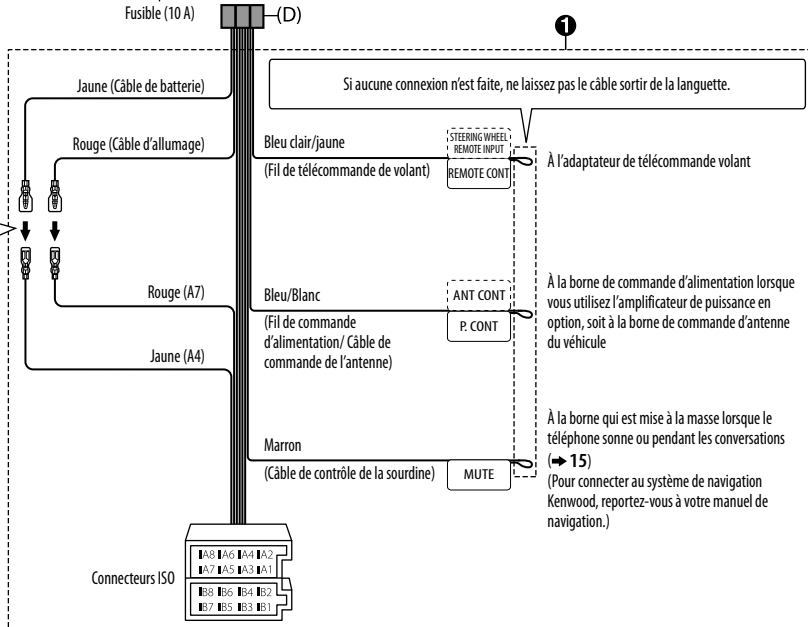 Fusible (10 A)
(D)
1
Jaune (Câble de batterie)
Si aucune connexion n'est faite, ne laissez pas le câble sortir de la languette.
Rouge (Câble d'allumage)
Bleu clair/jaune
(Fil de télécommande de volant)
STEERING WHEEL
REMOTE INPUT
REMOTE CONT
À l'adaptateur de télécommande volant
Rouge (A7)
Bleu/Blanc
(Fil de commande
d'alimentation/ Câble de
commande de l'antenne)
ANT CONT
P. CONT
À la borne de commande d'alimentation lorsque
vous utilisez l'amplificateur de puissance en
option, soit à la borne de commande d'antenne
du véhicule
Jaune (A4)
Marron
(Câble de contrôle de la sourdine)
MUTE
À la borne qui est mise à la masse lorsque le
téléphone sonne ou pendant les conversations
(➡ 15)
(Pour connecter au système de navigation
Kenwood, reportez-vous à votre manuel de
navigation.)
Connecteurs ISO
A8 A6 A4 A2
A7 A5 A3 A1
B8 B6 B4 B2
B7 B5 B3 B1